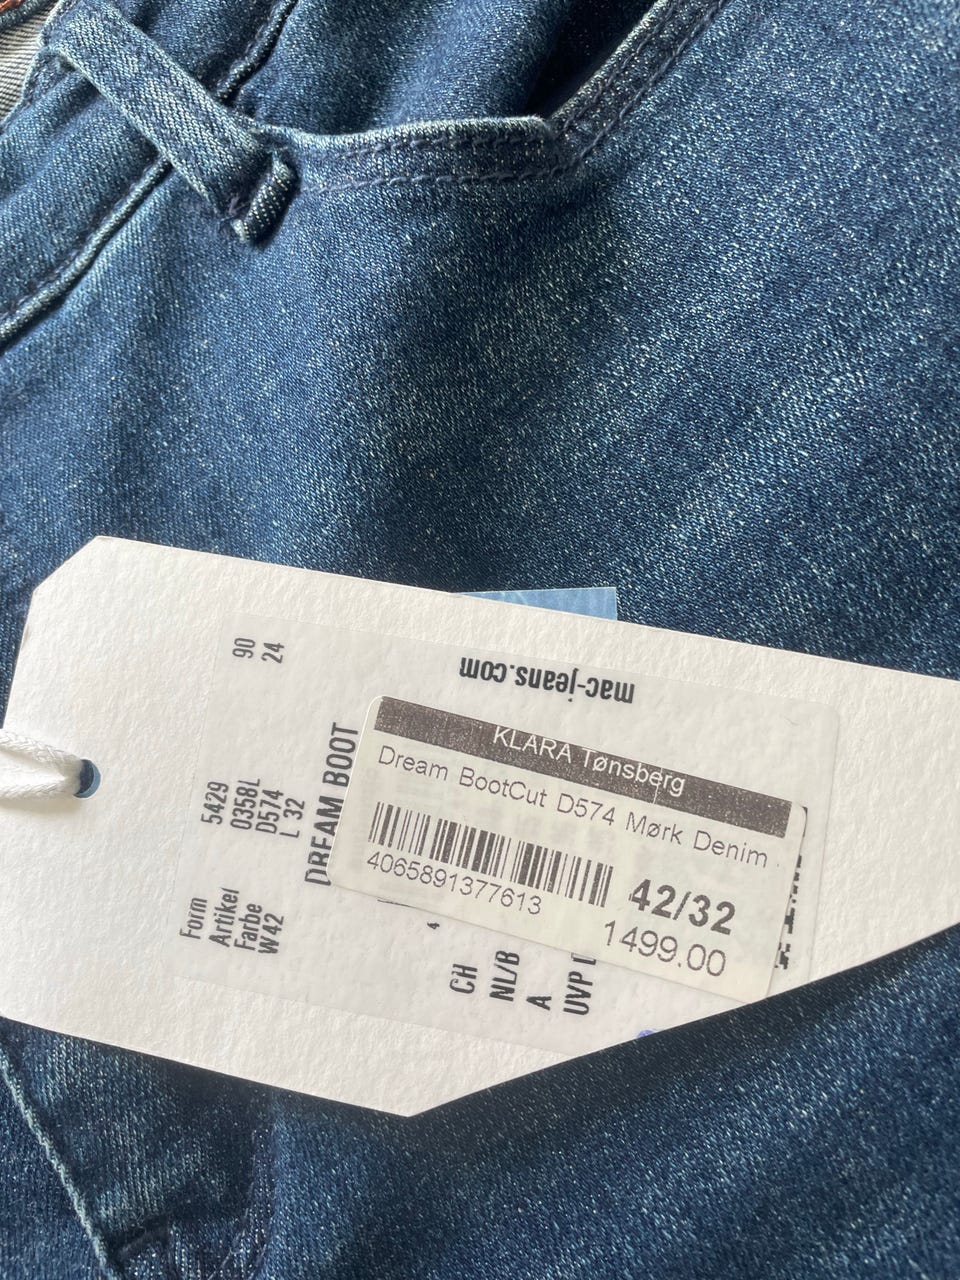 mac-jeans.com
90
24
Form 5429
Artikel 0358L
Farbe D574
W42 L 32
DREAM BOOT
KLARA Tønsberg
Dream BootCut D574 Mørk Denim
4065891377613
42/32
1499.00
4
CH
NL/B
A
UVP